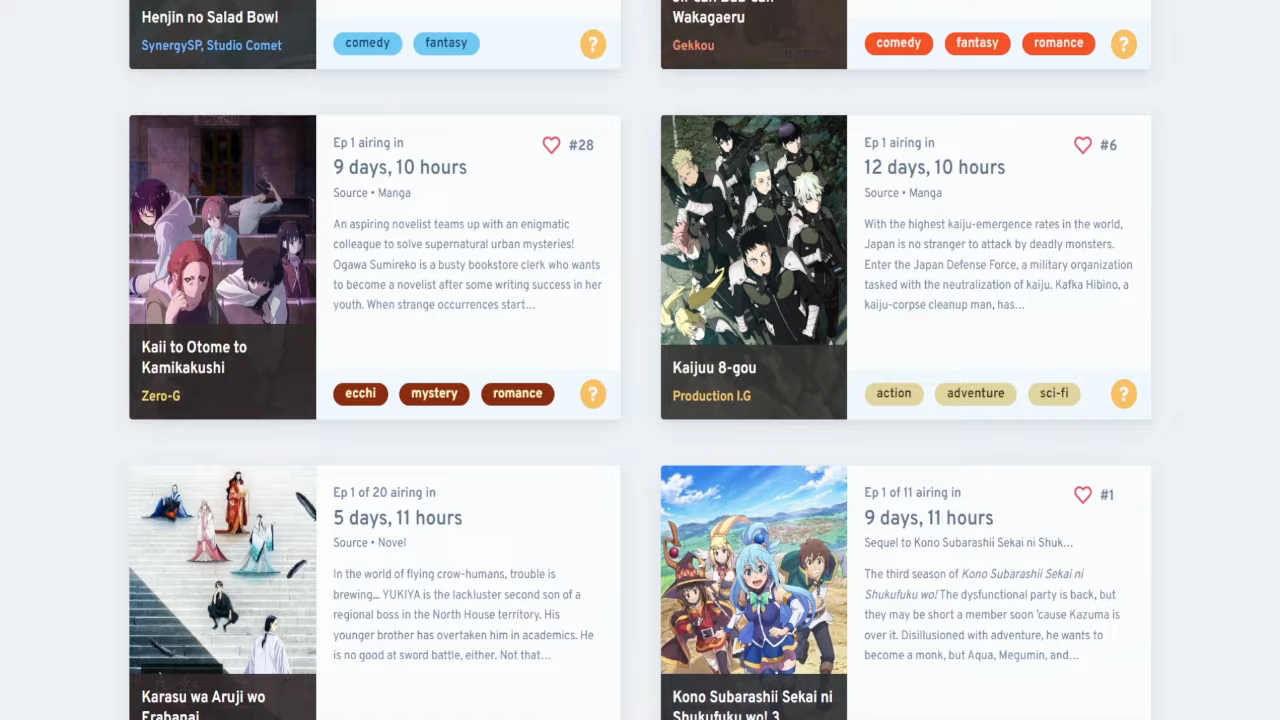 Henjin no Salad Bowl
SynergySP, Studio Comet
comedy
fantasy
?
Wakagaeru
Gekkou
comedy
fantasy
romance
?
Ep 1 airing in
#28
9 days, 10 hours
Source • Manga
An aspiring novelist teams up with an enigmatic
colleague to solve supernatural urban mysteries!
Ogawa Sumireko is a busty bookstore clerk who wants
to become a novelist after some writing success in her
youth. When strange occurrences start...
Kaii to Otome to
Kamikakushi
Zero-G
ecchi
mystery
romance
?
Ep 1 airing in
#6
12 days, 10 hours
Source • Manga
With the highest kaiju-emergence rates in the world,
Japan is no stranger to attack by deadly monsters.
Enter the Japan Defense Force, a military organization
tasked with the neutralization of kaiju. Kafka Hibino, a
kaiju-corpse cleanup man, has...
Kaijuu 8-gou
Production I.G
action
adventure
sci-fi
?
Ep 1 of 20 airing in
5 days, 11 hours
Source • Novel
In the world of flying crow-humans, trouble is
brewing... YUKIYA is the lackluster second son of a
regional boss in the North House territory. His
younger brother has overtaken him in academics. He
is no good at sword battle, either. Not that...
Karasu wa Aruji wo
Erabanai
Ep 1 of 11 airing in
#1
9 days, 11 hours
Sequel to Kono Subarashii Sekai ni Shuk...
The third season of Kono Subarashii Sekai ni
Shukufuku wo! The dysfunctional party is back, but
they may be short a member soon 'cause Kazuma is
over it. Disillusioned with adventure, he wants to
become a monk, but Aqua, Megumin, and...
Kono Subarashii Sekai ni
Shukufuku wo! 3